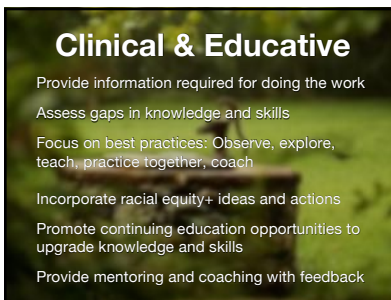 Clinical & Educative
Provide information required for doing the work
Assess gaps in knowledge and skills
Focus on best practices: Observe, explore,
teach, practice together, coach
Incorporate racial equity+ ideas and actions
Promote continuing education opportunities to
upgrade knowledge and skills
Provide mentoring and coaching with feedback